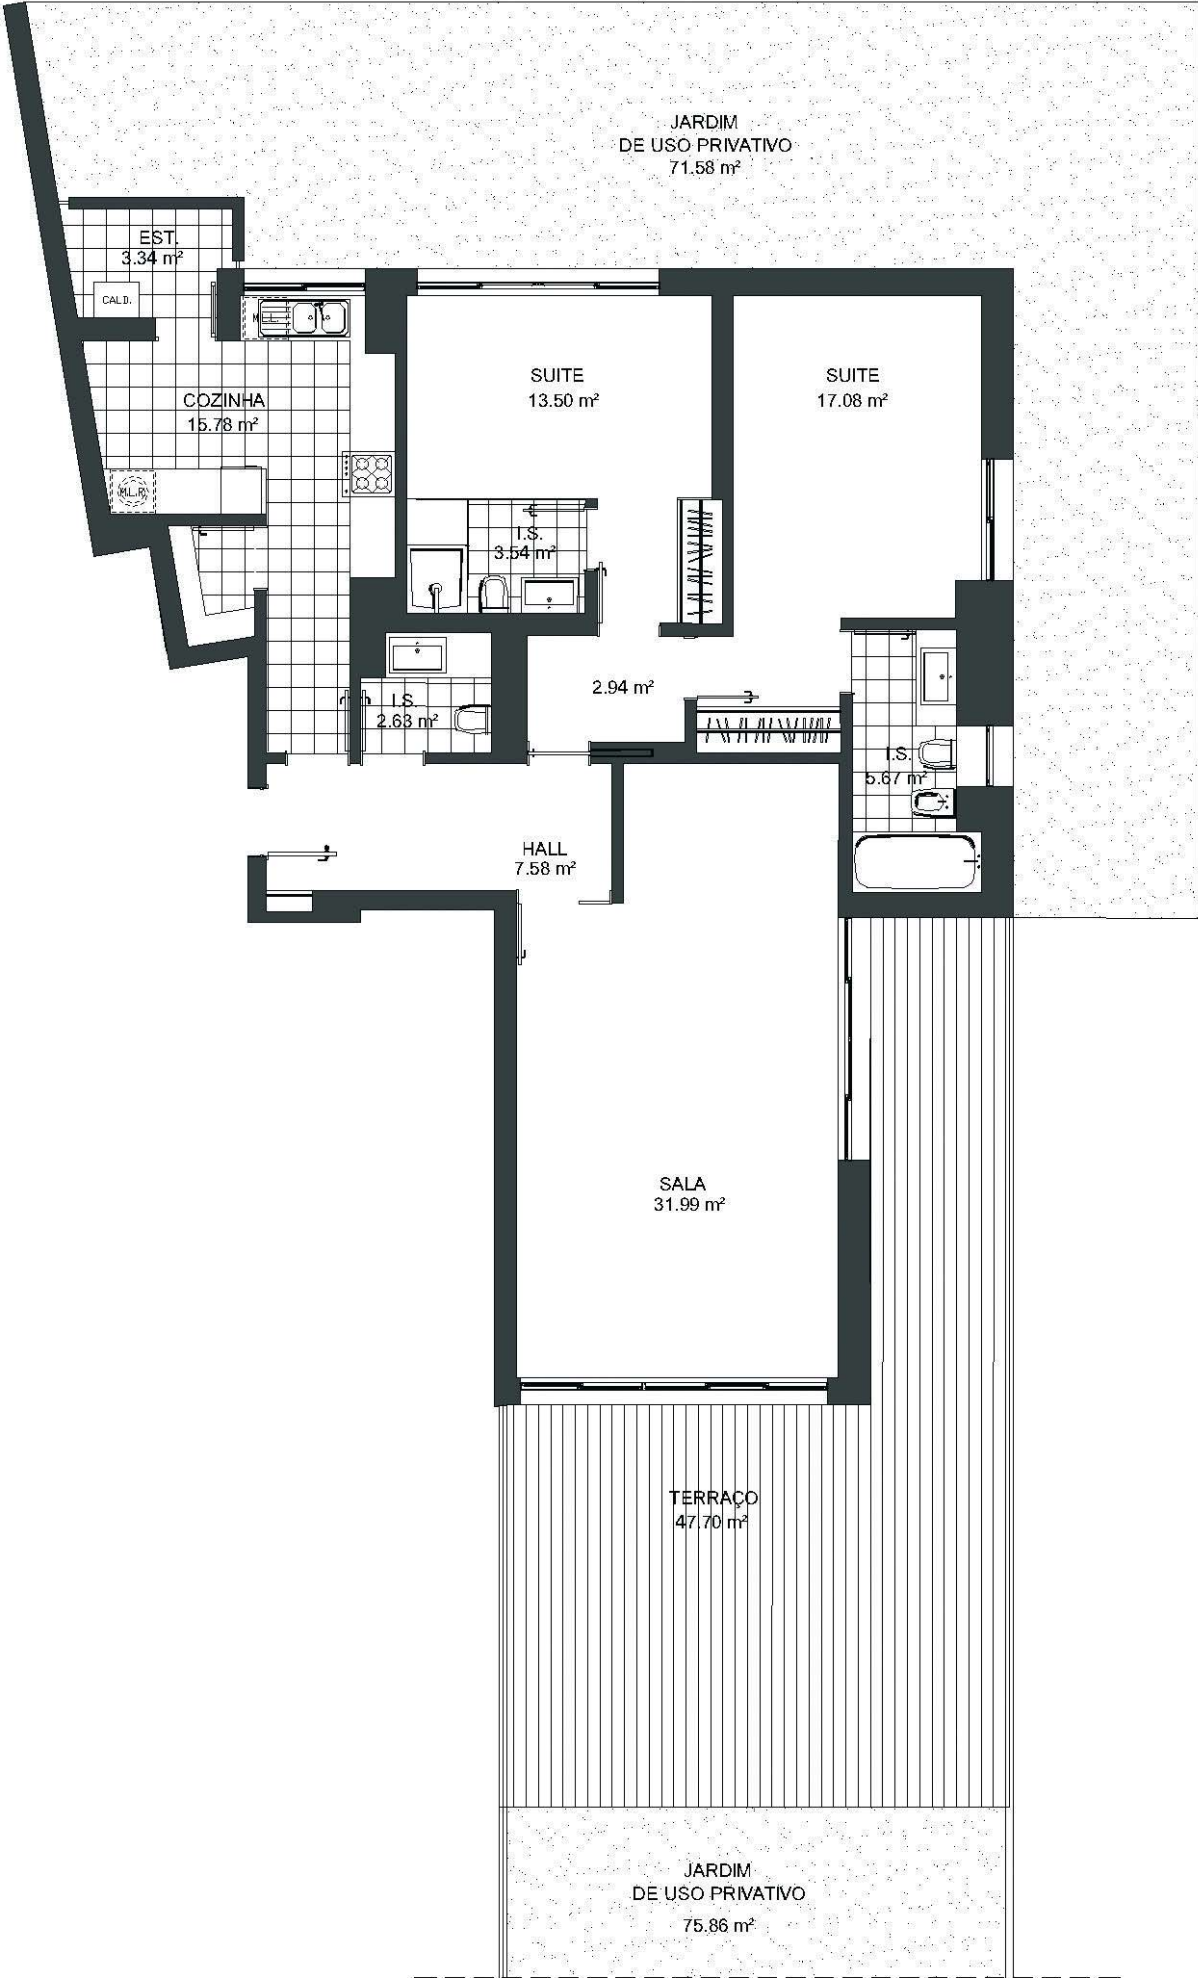 JARDIM
DE USO PRIVATIVO
71.58 m²
EST.
3.34 m²
CALD.
SUITE
13.50 m²
SUITE
17.08 m²
COZINHA
15.78 m²
M.L.R.
I.S.
3.54 m²
2.94 m²
I.S.
2.63 m²
I.S.
5.67 m²
HALL
7.58 m²
SALA
31.99 m²
TERRAÇO
47.70 m²
JARDIM
DE USO PRIVATIVO
75.86 m²